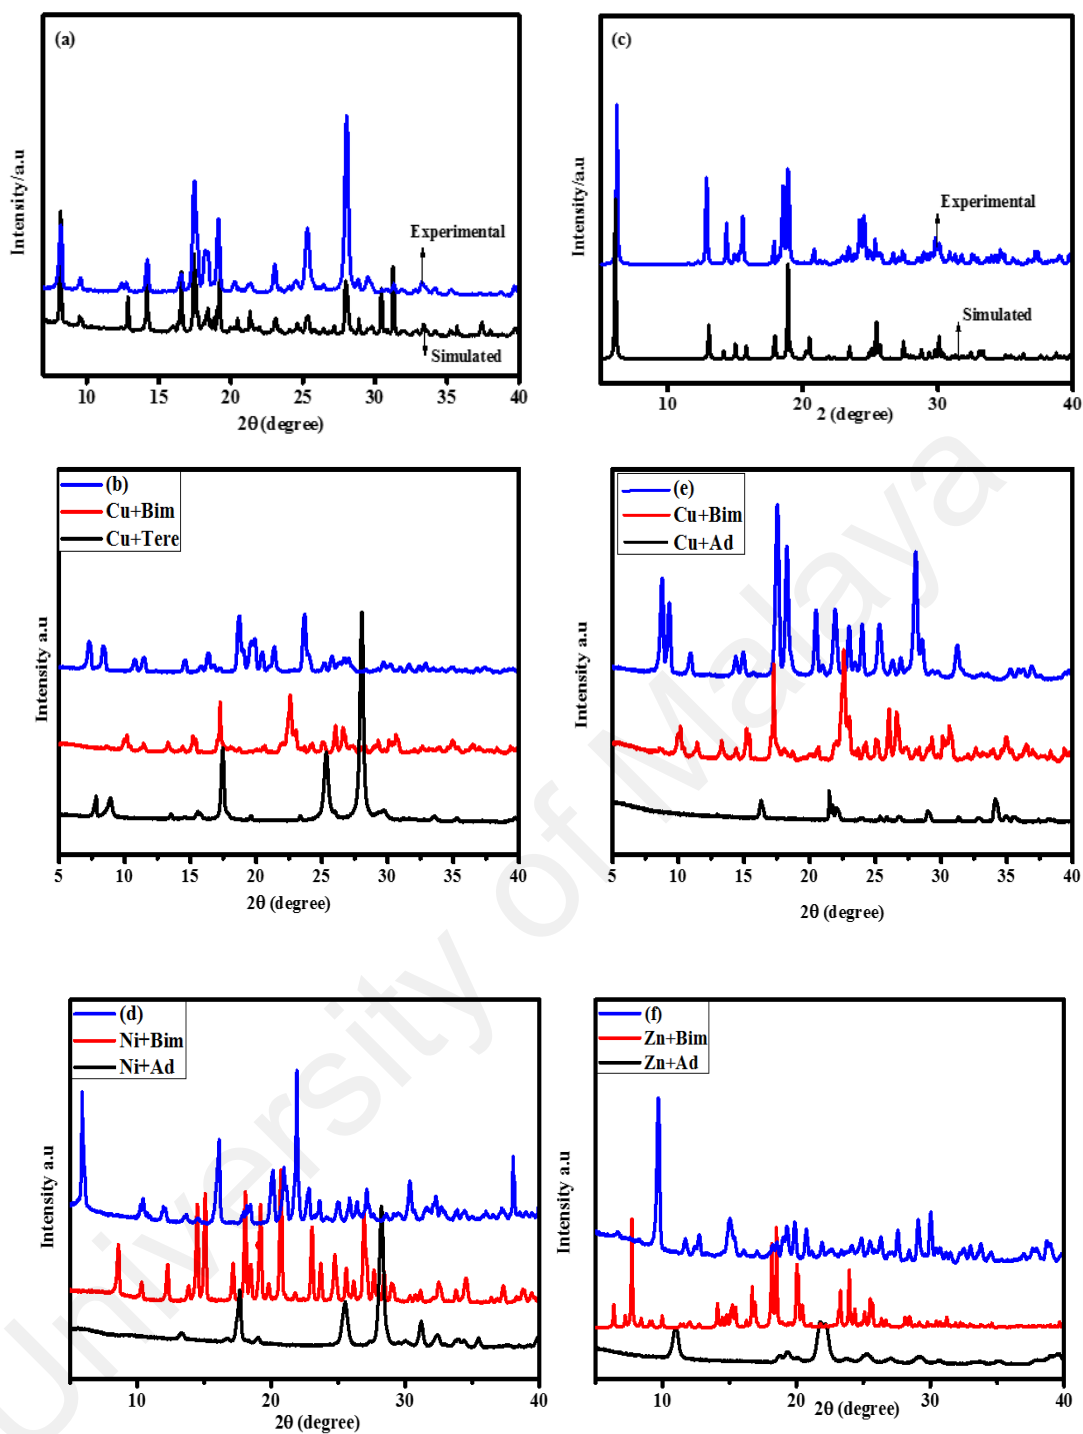 (a)
Intensity/a.u
Experimental
Simulated
10 15 20 25 30 35 40
2θ (degree)
(c)
Intensity/a.u
Experimental
Simulated
10 20 30 40
2 (degree)
(b)
Cu+Bim
Cu+Tere
Intensity a.u
5 10 15 20 25 30 35 40
2θ (degree)
(e)
Cu+Bim
Cu+Ad
Intensity a.u
5 10 15 20 25 30 35 40
2θ (degree)
(d)
Ni+Bim
Ni+Ad
Intensity a.u
10 20 30 40
2θ (degree)
(f)
Zn+Bim
Zn+Ad
Intensity a.u
10 20 30 40
2θ (degree)
University of Malaya